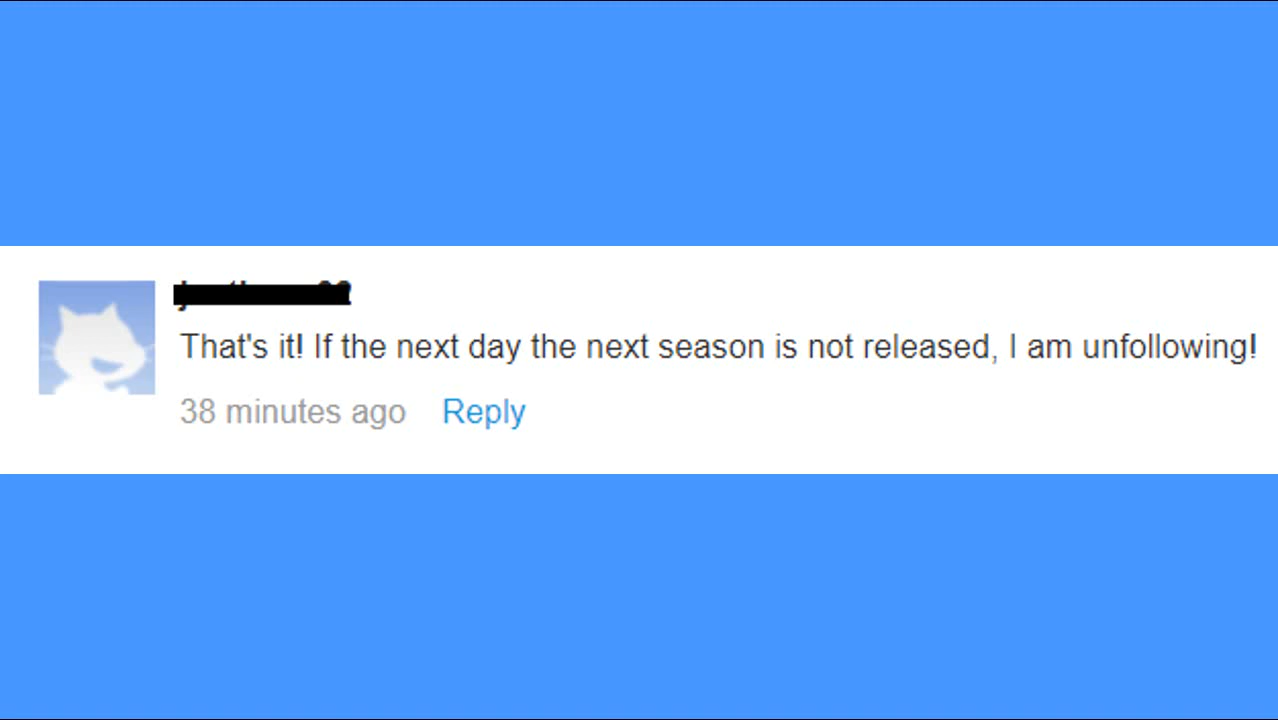 That's it! If the next day the next season is not released, I am unfollowing!
38 minutes ago Reply